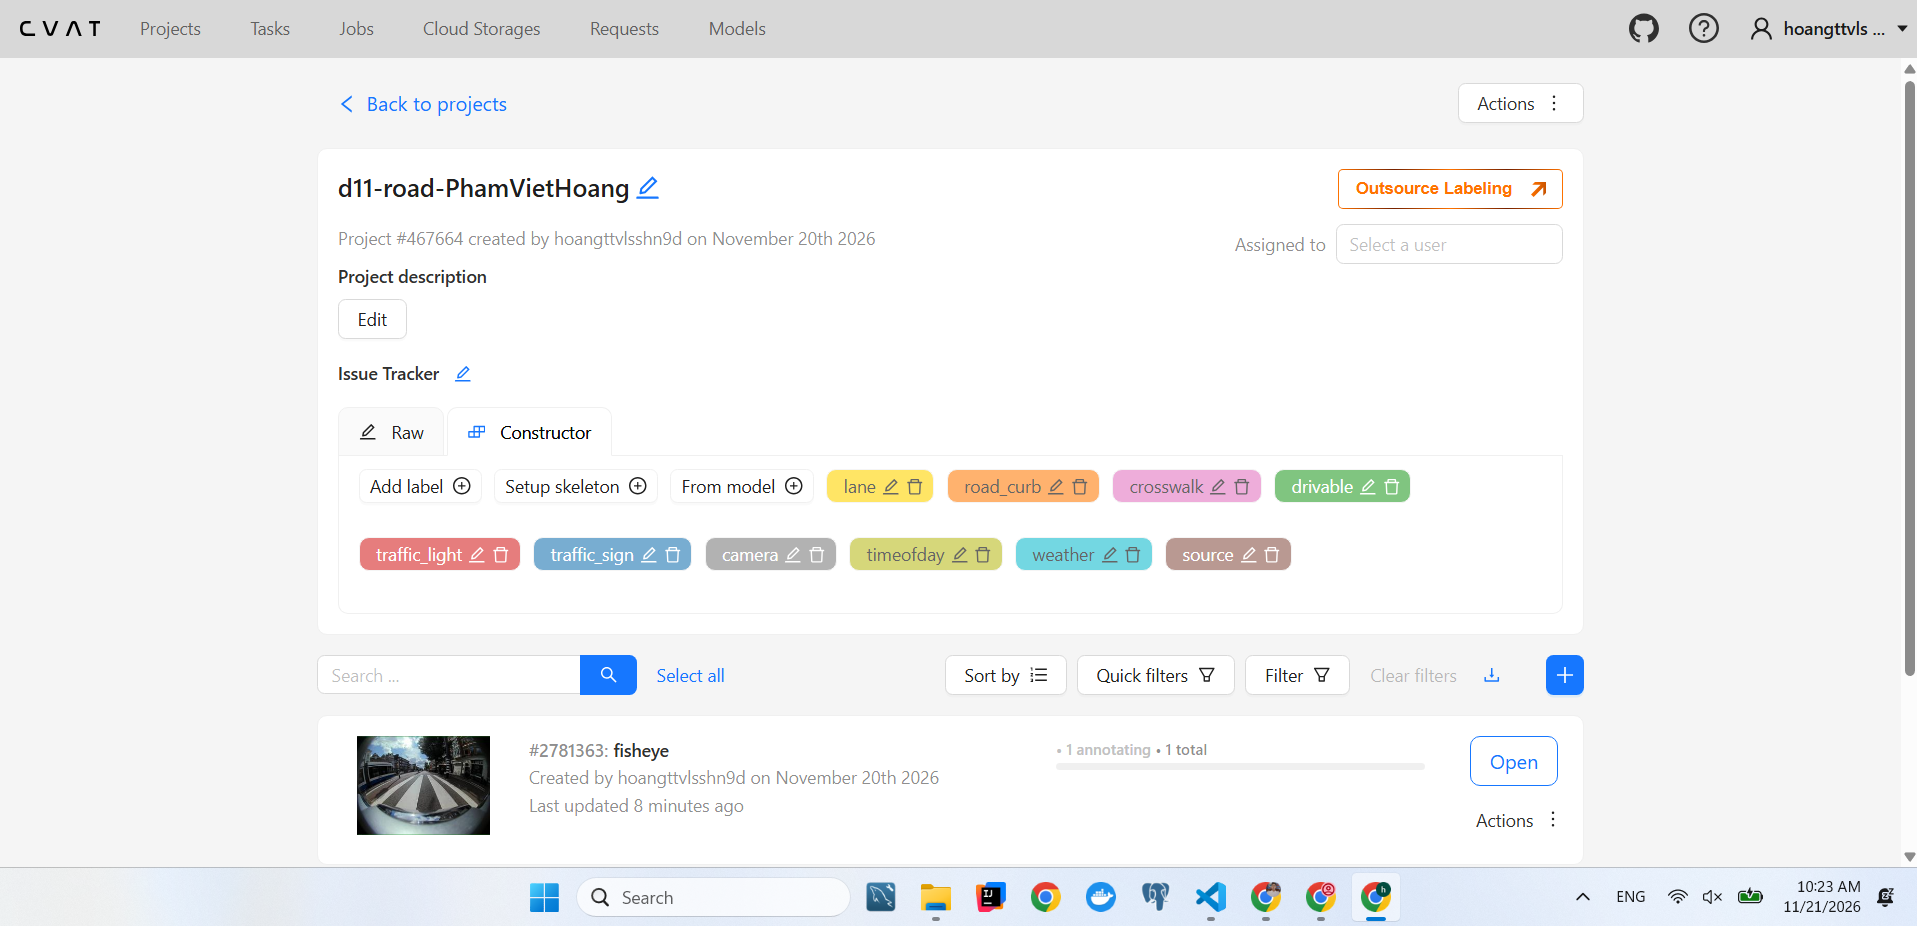 CVAT Projects Tasks Jobs Cloud Storages Requests Models hoangttvls ...
Back to projects Actions
d11-road-PhamVietHoang Outsource Labeling
Project #467664 created by hoangttvlsshn9d on November 20th 2026 Assigned to Select a user
Project description
Edit
Issue Tracker
Raw Constructor
Add label Setup skeleton From model lane road_curb crosswalk drivable
traffic_light traffic_sign camera timeofday weather source
Search ... Select all Sort by Quick filters Filter Clear filters
#2781363: fisheye • 1 annotating • 1 total
Created by hoangttvlsshn9d on November 20th 2026 Open
Last updated 8 minutes ago
Actions
Search ENG 10:23 AM
11/21/2026